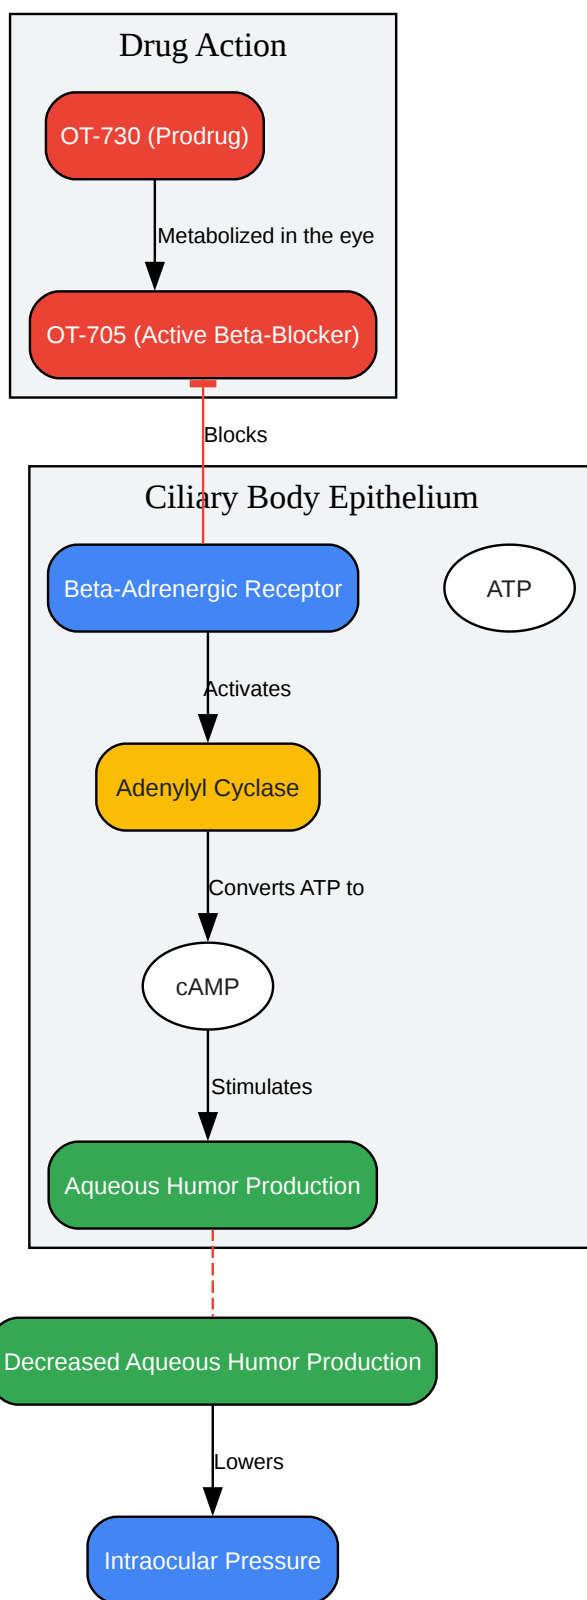 Drug Action
OT-730 (Prodrug)
Metabolized in the eye
OT-705 (Active Beta-Blocker)
Blocks
Ciliary Body Epithelium
Beta-Adrenergic Receptor
ATP
Activates
Adenylyl Cyclase
Converts ATP to
cAMP
Stimulates
Aqueous Humor Production
Decreased Aqueous Humor Production
Lowers
Intraocular Pressure